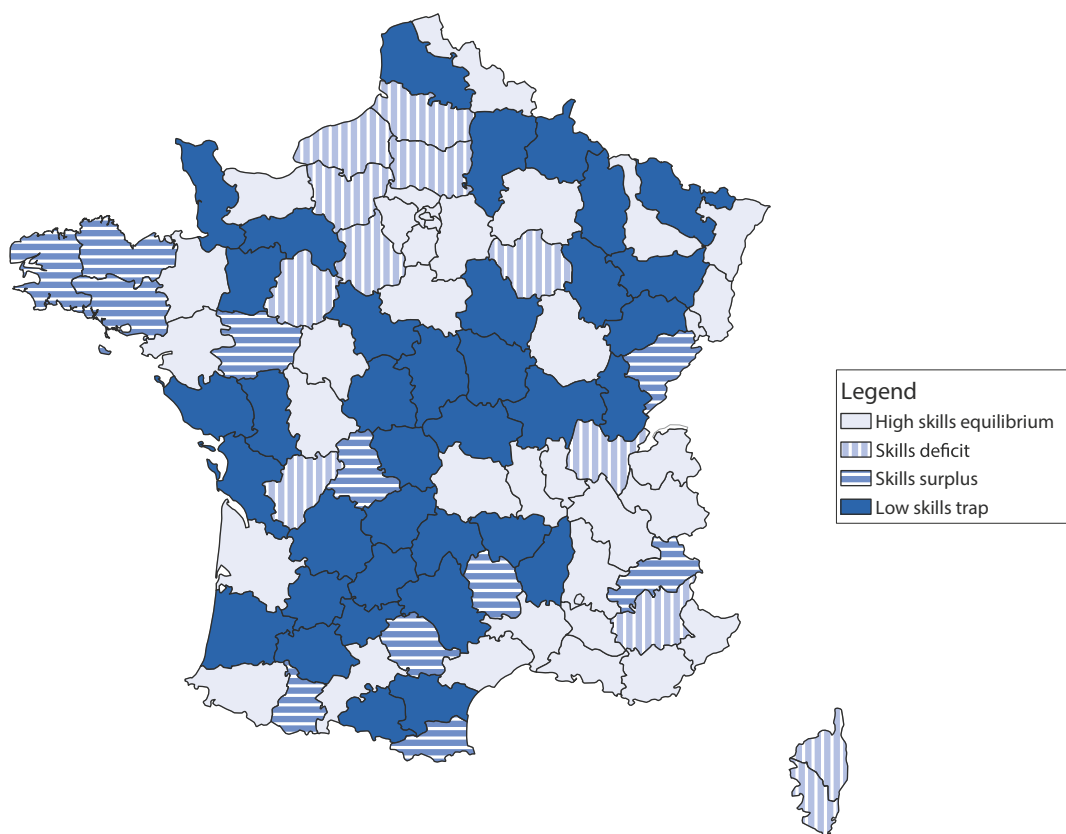 Legend
High skills equilibrium
Skills deficit
Skills surplus
Low skills trap